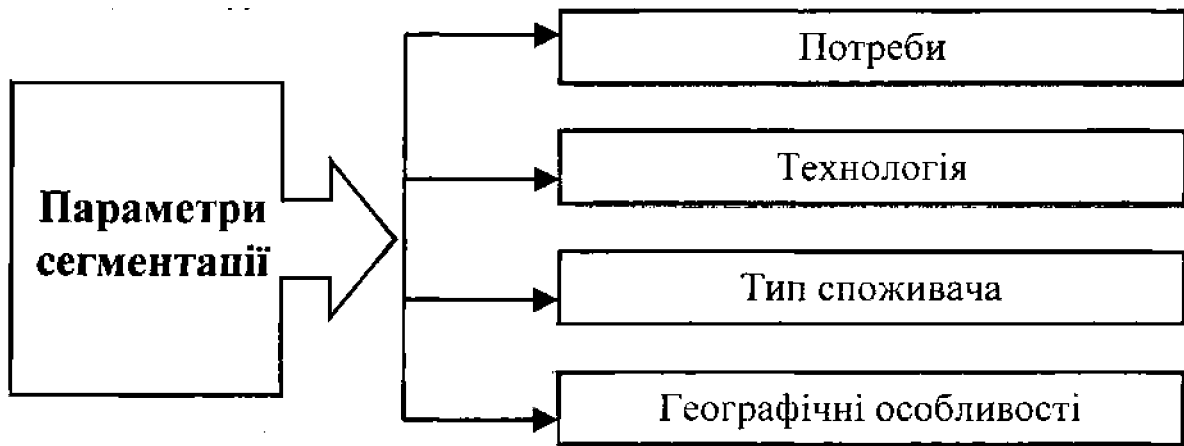 Параметри
сегментації
Потреби
Технологія
Тип споживача
Географічні особливості